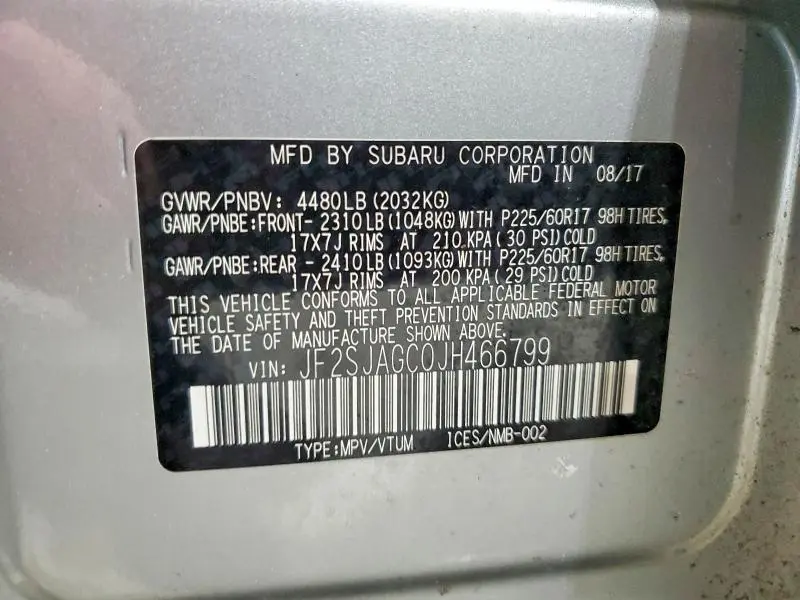 MFD BY SUBARU CORPORATION
MFD IN 08/17
GVWR/PNBV: 4480LB (2032KG)
GAWR/PNBE:FRONT- 2310LB(1048KG)WITH P225/60R17 98H TIRES,
17X7J RIMS AT 210 KPA (30 PSI)COLD
GAWR/PNBE:REAR - 2410LB(1093KG)WITH P225/60R17 98H TIRES,
17X7J RIMS AT 200 KPA (29 PSI)COLD
THIS VEHICLE CONFORMS TO ALL APPLICABLE FEDERAL MOTOR
VEHICLE SAFETY AND THEFT PREVENTION STANDARDS IN EFFECT ON
THE DATE OF MANUFACTURE SHOWN ABOVE.
VIN: JF2SJAGC0JH466799
TYPE:MPV/VTUM ICES/NMB-002